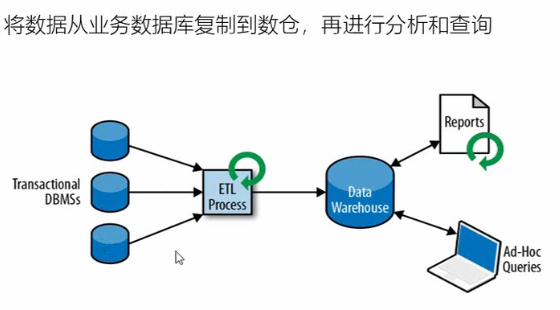 将数据从业务数据库复制到数仓，再进行分析和查询
Reports
Transactional
DBMSs
ETL
Process
Data
Warehouse
Ad-Hoc
Queries